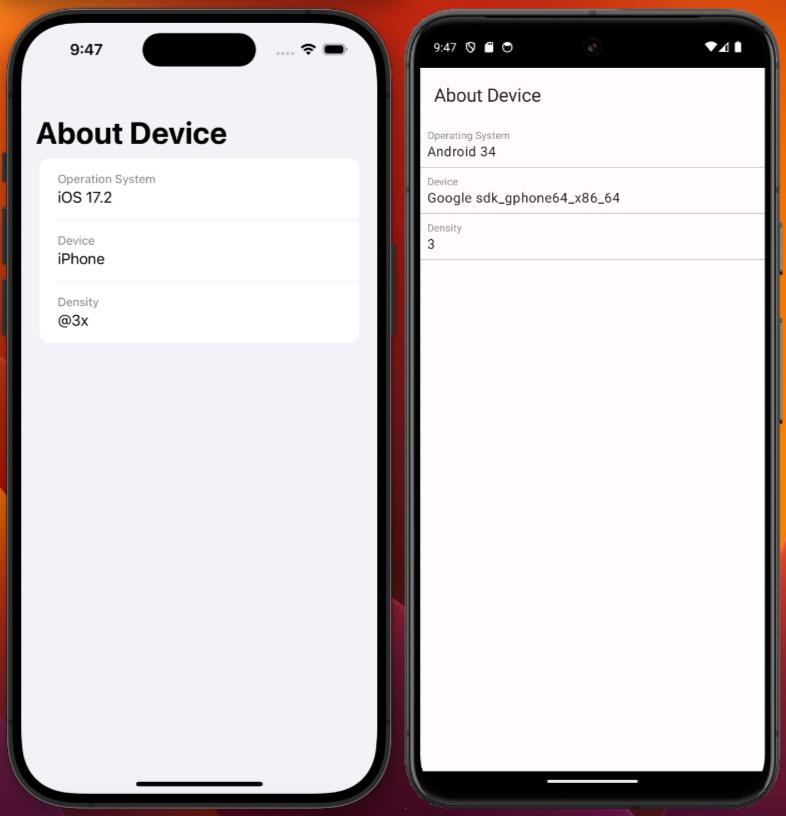 9:47
About Device
Operation System
iOS 17.2
Device
iPhone
Density
@3x
9:47
About Device
Operating System
Android 34
Device
Google sdk_gphone64_x86_64
Density
3